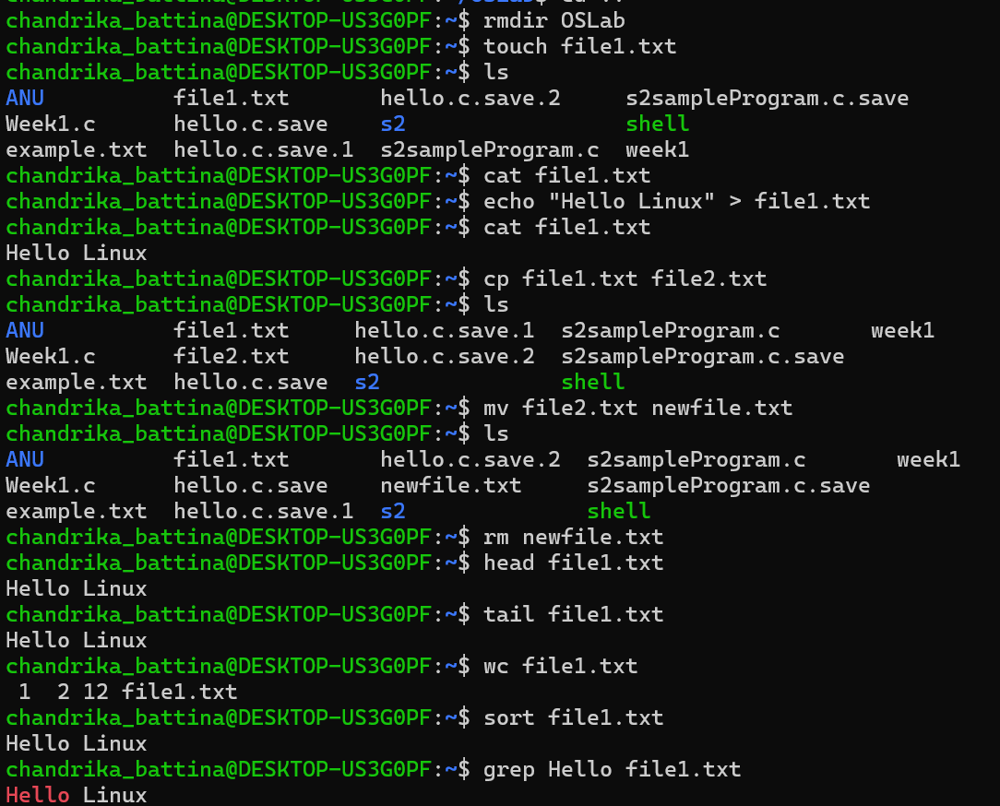 chandrika_battina@DESKTOP-US3G0PF:~$ rmdir OSLab
chandrika_battina@DESKTOP-US3G0PF:~$ touch file1.txt
chandrika_battina@DESKTOP-US3G0PF:~$ ls
ANU          file1.txt       hello.c.save.2     s2sampleProgram.c.save
Week1.c      hello.c.save    s2                 shell
example.txt  hello.c.save.1  s2sampleProgram.c  week1
chandrika_battina@DESKTOP-US3G0PF:~$ cat file1.txt
chandrika_battina@DESKTOP-US3G0PF:~$ echo "Hello Linux" > file1.txt
chandrika_battina@DESKTOP-US3G0PF:~$ cat file1.txt
Hello Linux
chandrika_battina@DESKTOP-US3G0PF:~$ cp file1.txt file2.txt
chandrika_battina@DESKTOP-US3G0PF:~$ ls
ANU          file1.txt     hello.c.save.1  s2sampleProgram.c       week1
Week1.c      file2.txt     hello.c.save.2  s2sampleProgram.c.save
example.txt  hello.c.save  s2              shell
chandrika_battina@DESKTOP-US3G0PF:~$ mv file2.txt newfile.txt
chandrika_battina@DESKTOP-US3G0PF:~$ ls
ANU          file1.txt       hello.c.save.2  s2sampleProgram.c       week1
Week1.c      hello.c.save    newfile.txt     s2sampleProgram.c.save
example.txt  hello.c.save.1  s2              shell
chandrika_battina@DESKTOP-US3G0PF:~$ rm newfile.txt
chandrika_battina@DESKTOP-US3G0PF:~$ head file1.txt
Hello Linux
chandrika_battina@DESKTOP-US3G0PF:~$ tail file1.txt
Hello Linux
chandrika_battina@DESKTOP-US3G0PF:~$ wc file1.txt
 1  2 12 file1.txt
chandrika_battina@DESKTOP-US3G0PF:~$ sort file1.txt
Hello Linux
chandrika_battina@DESKTOP-US3G0PF:~$ grep Hello file1.txt
Hello Linux